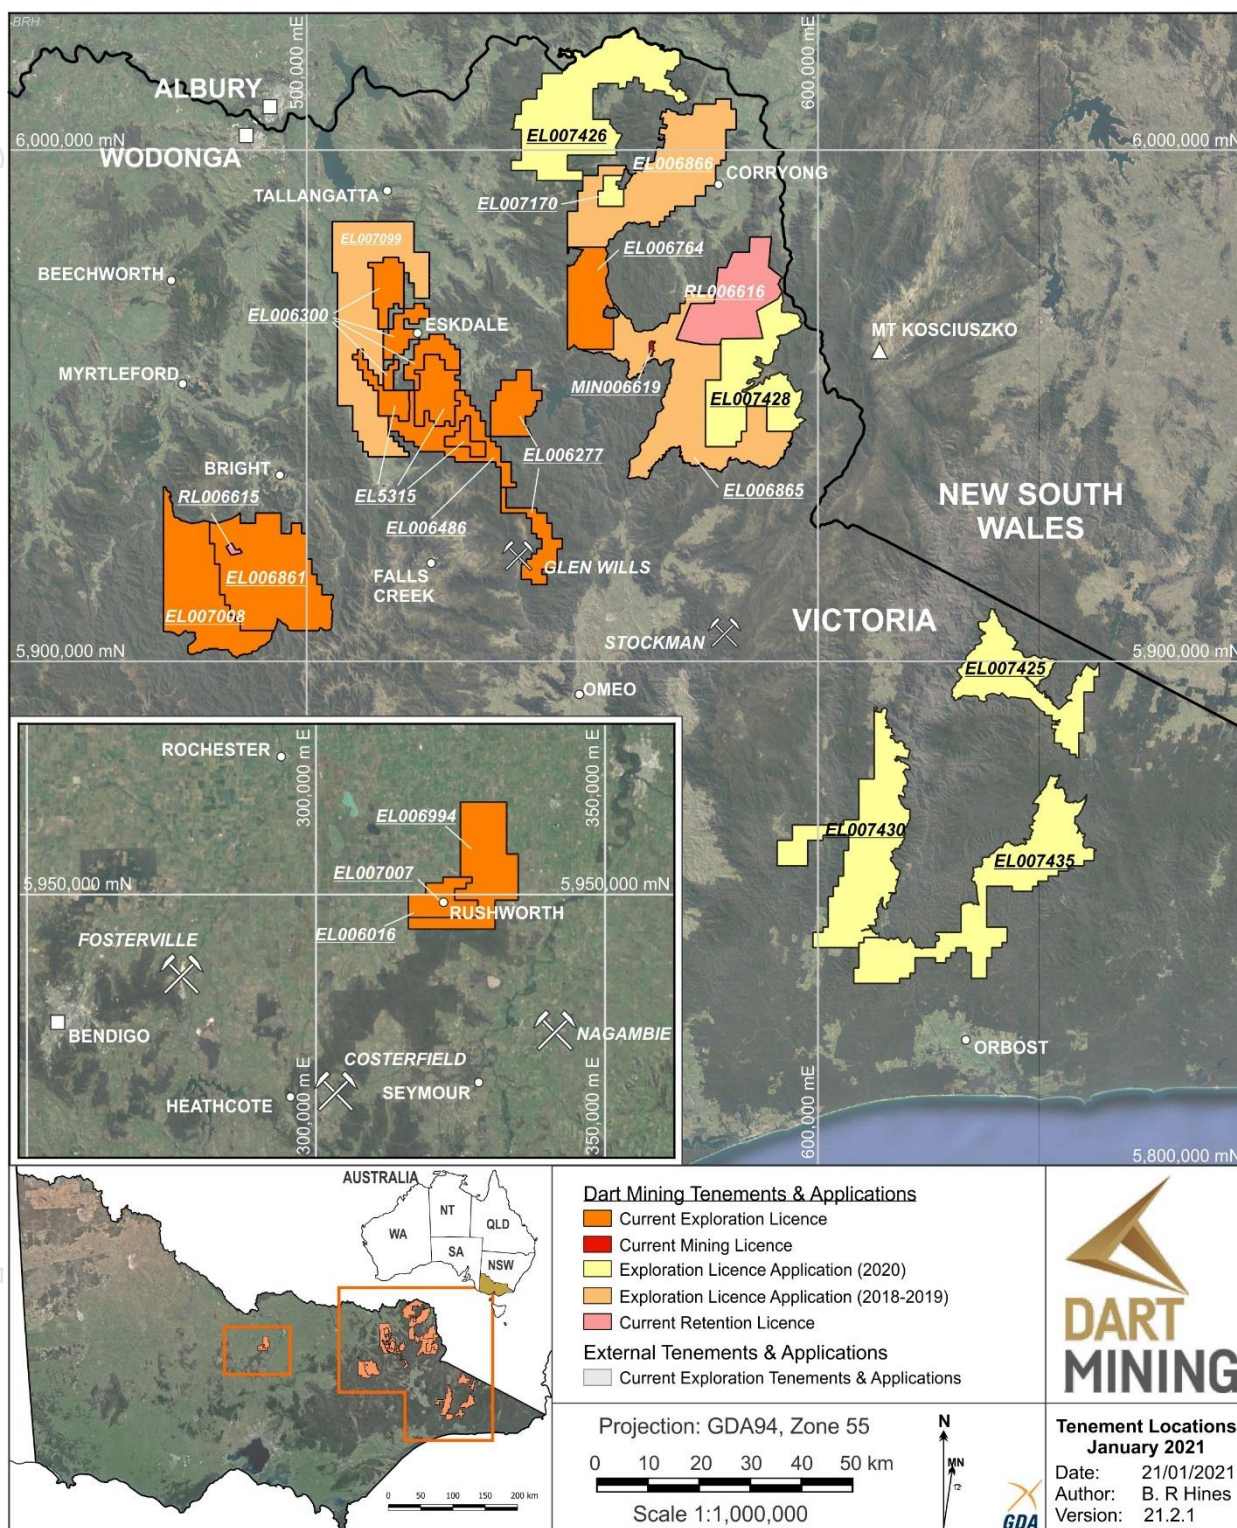 BRH
500,000 mE
600,000 mE
ALBURY
WODONGA
6,000,000 mN
6,000,000 mN
EL007426
EL006866
CORRYONG
TALLANGATTA
EL007170
EL007099
EL006764
BEECHWORTH
RL006616
EL006300
ESKDALE
MT KOSCIUSZKO
MYRTLEFORD
MIN006619
EL007428
EL006277
BRIGHT
RL006615
EL5315
EL006865
EL006486
NEW SOUTH
WALES
EL006861
FALLS
CREEK
GLEN WILLS
EL007008
VICTORIA
STOCKMAN
5,900,000 mN
5,900,000 mN
EL007425
OMEO
EL007430
EL007435
ORBOST
600,000 mE
5,800,000 mN
ROCHESTER
300,000 m E
350,000 m E
EL006994
EL007007
5,950,000 mN
5,950,000 mN
RUSHWORTH
EL006016
FOSTERVILLE
BENDIGO
NAGAMBIE
COSTERFIELD
SEYMOUR
HEATHCOTE
300,000 m E
350,000 m E
AUSTRALIA
NT
WA
QLD
SA
NSW
0 50 100 150 200 km
Dart Mining Tenements & Applications
Current Exploration Licence
Current Mining Licence
Exploration Licence Application (2020)
Exploration Licence Application (2018-2019)
Current Retention Licence
External Tenements & Applications
Current Exploration Tenements & Applications
Projection: GDA94, Zone 55
0 10 20 30 40 50 km
Scale 1:1,000,000
N
MN
GDA
DART
MINING
Tenement Locations
January 2021
Date: 21/01/2021
Author: B. R Hines
Version: 21.2.1